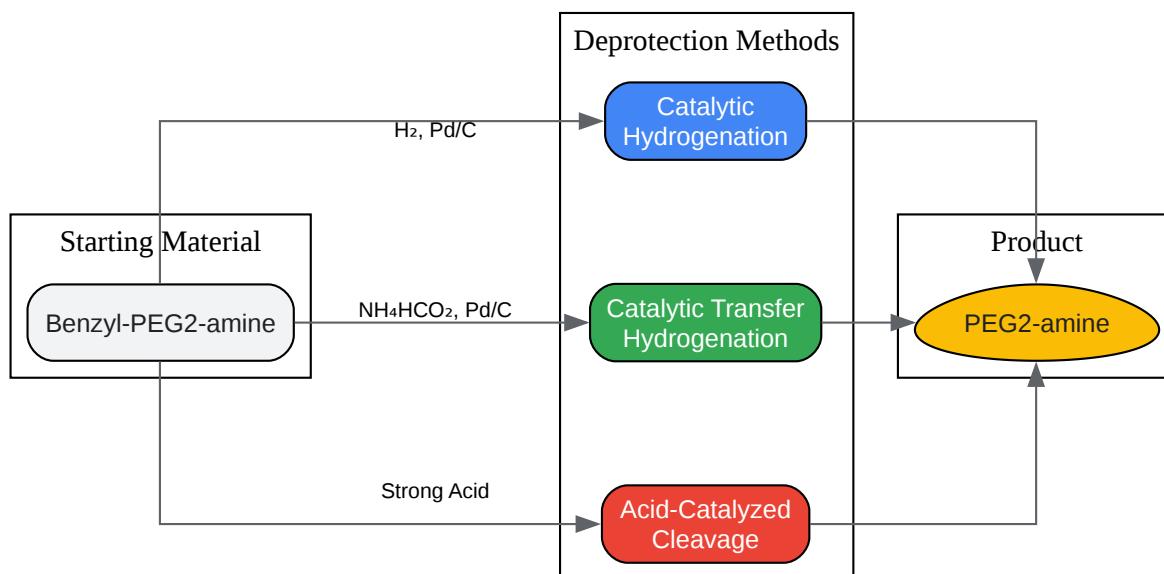 Deprotection Methods
Catalytic
Hydrogenation
H₂, Pd/C
Starting Material
Product
Benzyl-PEG2-amine
NH₄HCO₂, Pd/C
Catalytic Transfer
Hydrogenation
PEG2-amine
Strong Acid
Acid-Catalyzed
Cleavage